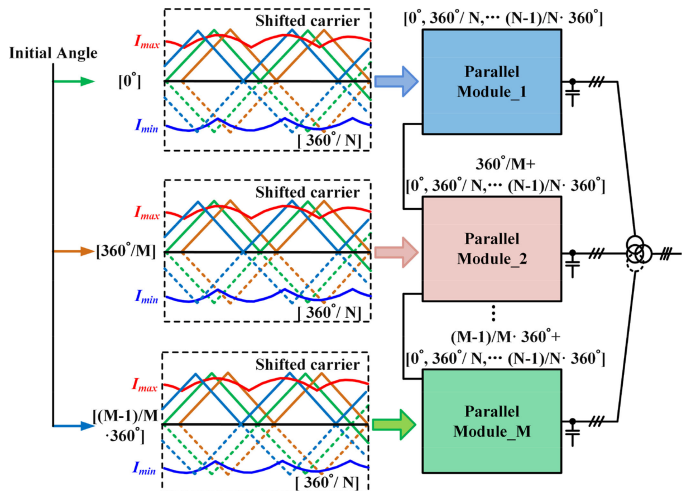 Initial Angle
[0°]
[360°/M]
[(M-1)/M
·360°]
Shifted carrier
Imax
Imin
[ 360°/ N]
Shifted carrier
Imax
Imin
[ 360°/ N]
Shifted carrier
Imax
Imin
[ 360°/ N]
[0°, 360°/ N,··· (N-1)/N· 360°]
Parallel
Module_1
360°/M+
[0°, 360°/ N,··· (N-1)/N· 360°]
Parallel
Module_2
(M-1)/M· 360°+
[0°, 360°/ N,··· (N-1)/N· 360°]
Parallel
Module_M